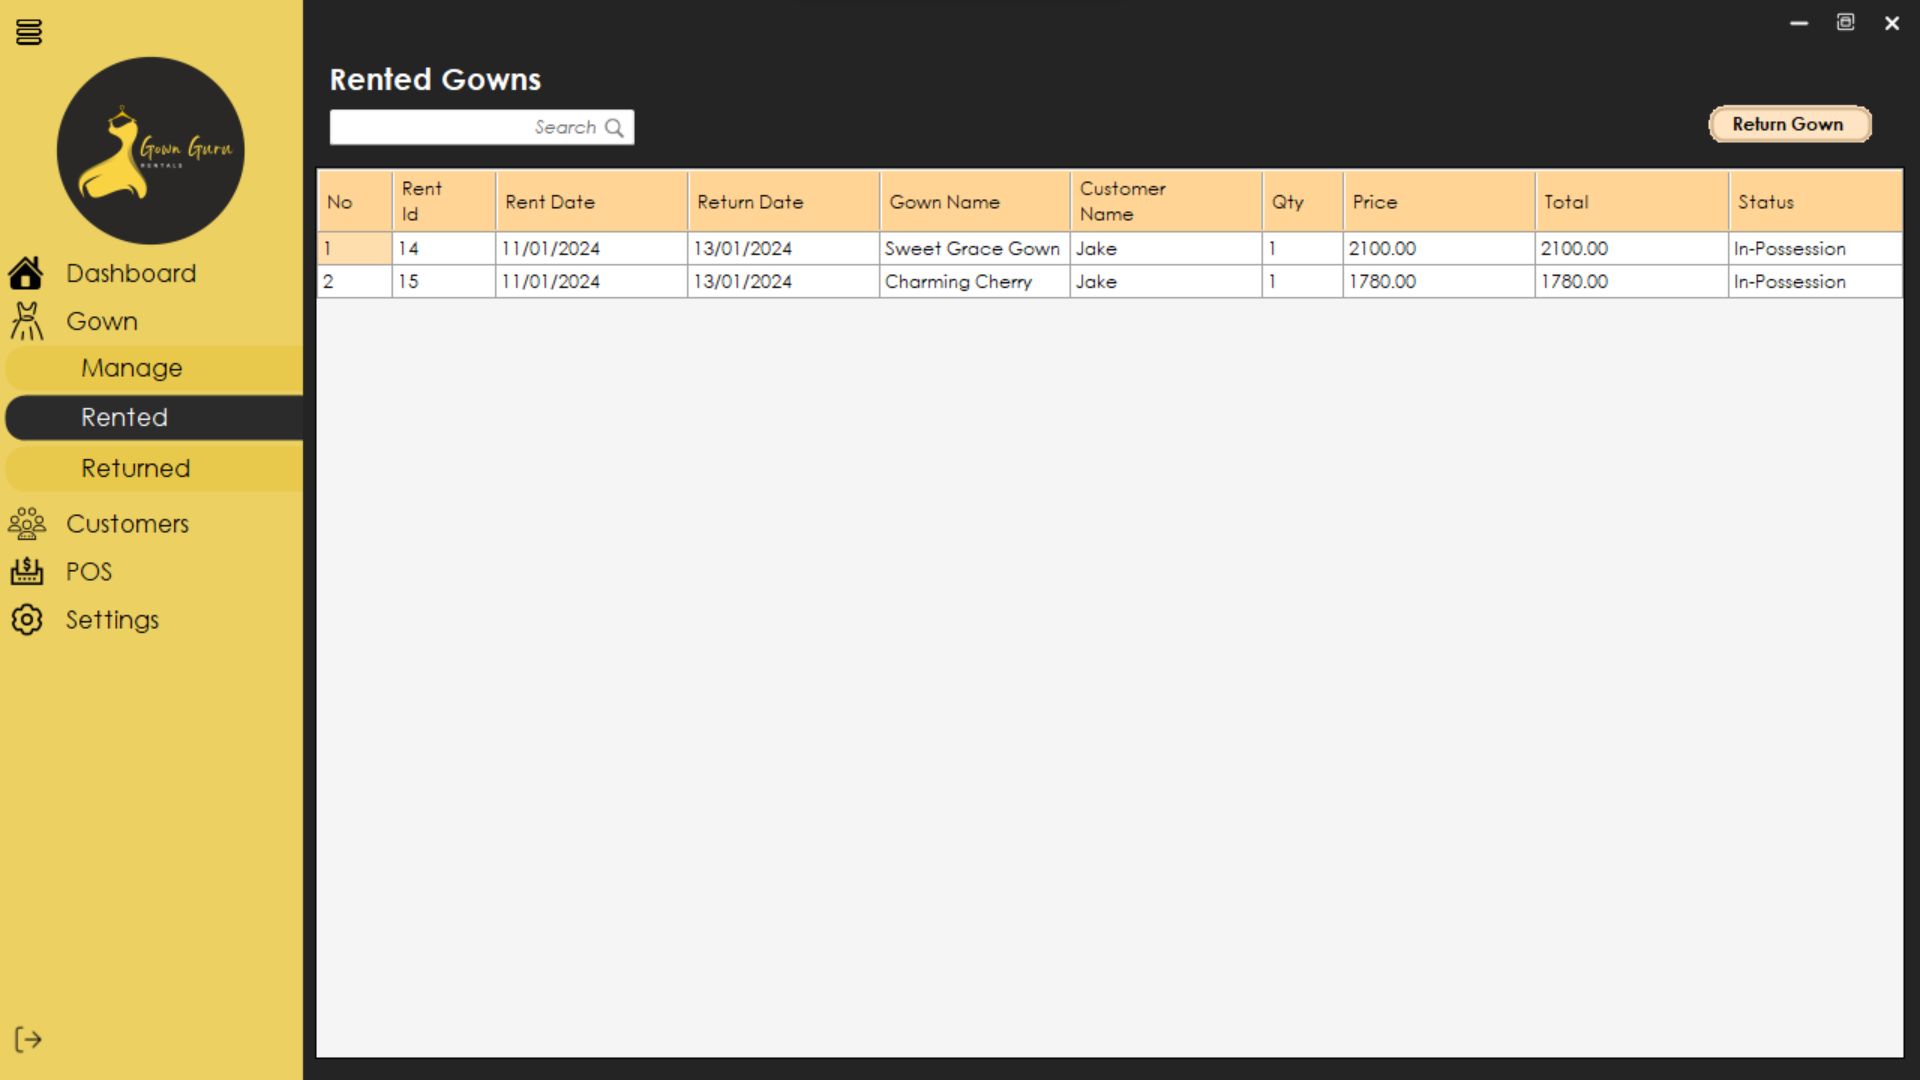 Gown Guru
RENTALS
Dashboard
Gown
Manage
Rented
Returned
Customers
POS
Settings
Rented Gowns
Search
Return Gown
No Rent Id Rent Date Return Date Gown Name Customer Name Qty Price Total Status
1 14 11/01/2024 13/01/2024 Sweet Grace Gown Jake 1 2100.00 2100.00 In-Possession
2 15 11/01/2024 13/01/2024 Charming Cherry Jake 1 1780.00 1780.00 In-Possession